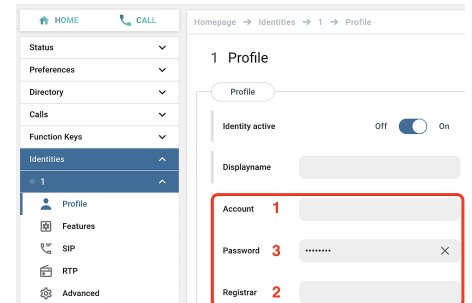 HOME
CALL
Homepage → Identities → 1 → Profile
Status
Preferences
Directory
Calls
Function Keys
Identities
1
Profile
Features
SIP
RTP
Advanced
1 Profile
Profile
Identity active
Off
On
Displayname
Account 1
Password 3 ········
Registrar 2